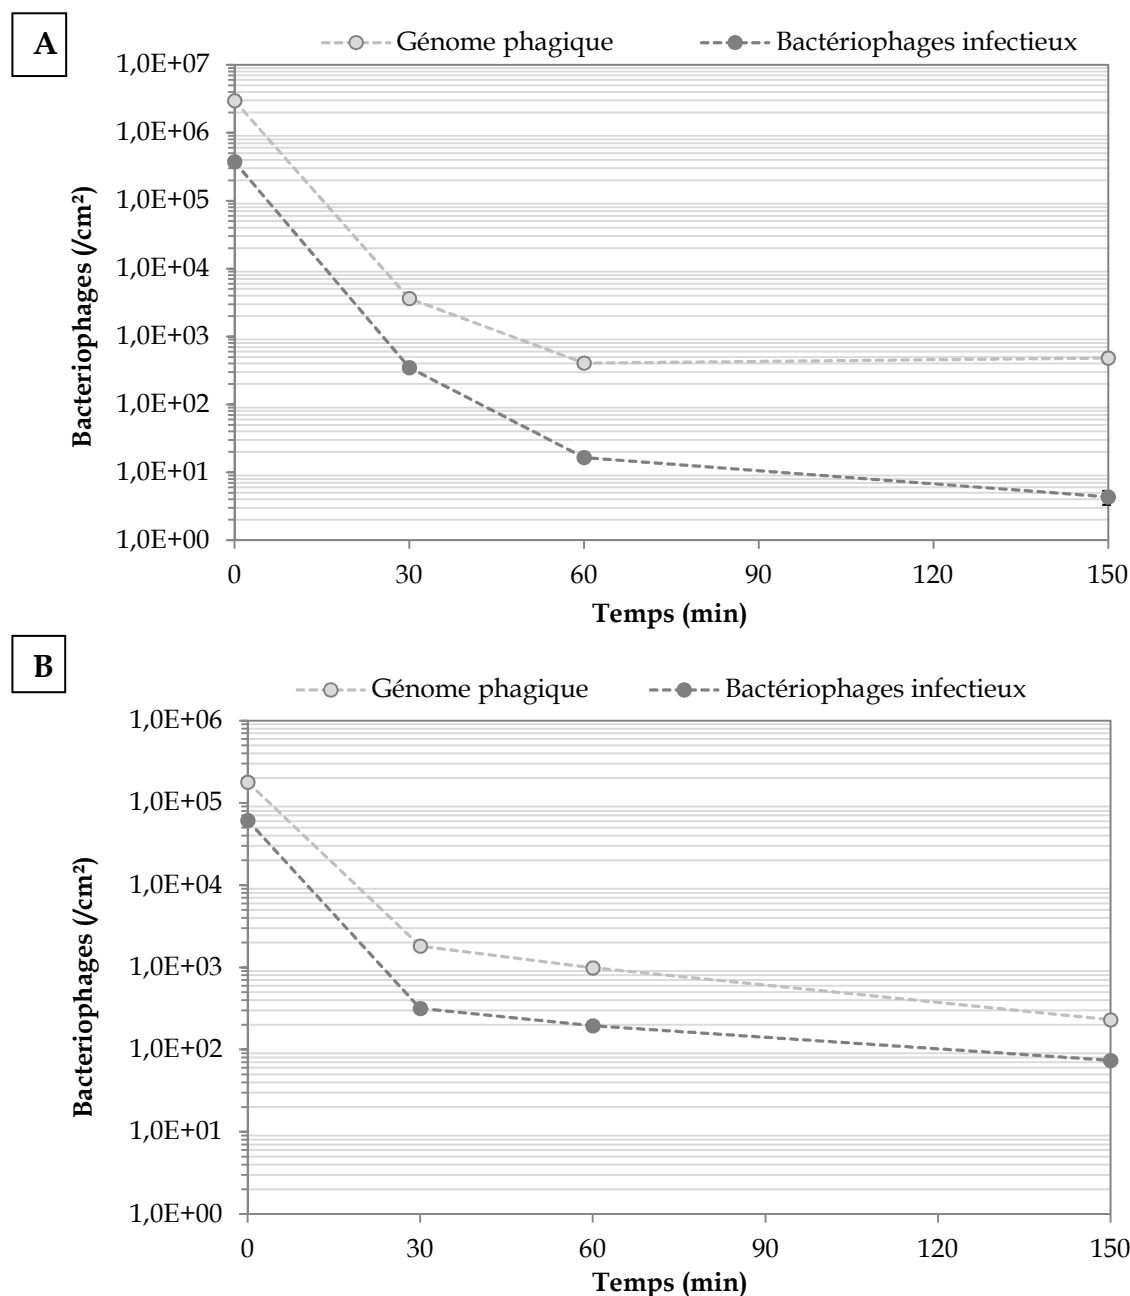 A
Génome phagique
Bactériophages infectieux
1,0E+07
1,0E+06
1,0E+05
1,0E+04
1,0E+03
1,0E+02
1,0E+01
1,0E+00
Bacteriophages (/cm²)
0 30 60 90 120 150
Temps (min)
B
Génome phagique
Bactériophages infectieux
1,0E+06
1,0E+05
1,0E+04
1,0E+03
1,0E+02
1,0E+01
1,0E+00
Bacteriophages (/cm²)
0 30 60 90 120 150
Temps (min)